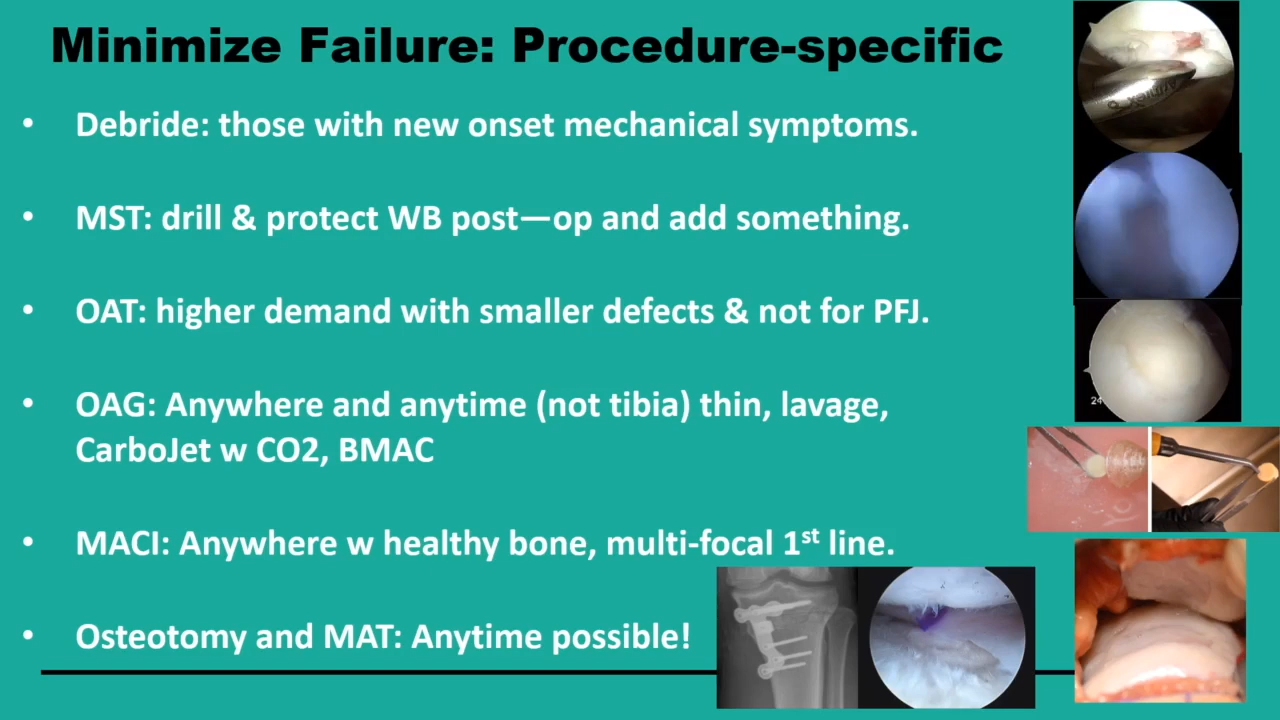 Minimize Failure: Procedure-specific
• Debride: those with new onset mechanical symptoms.
• MST: drill & protect WB post—op and add something.
• OAT: higher demand with smaller defects & not for PFJ.
• OAG: Anywhere and anytime (not tibia) thin, lavage,
CarboJet w CO2, BMAC
• MACI: Anywhere w healthy bone, multi-focal 1st line.
• Osteotomy and MAT: Anytime possible!
Arthrex
24